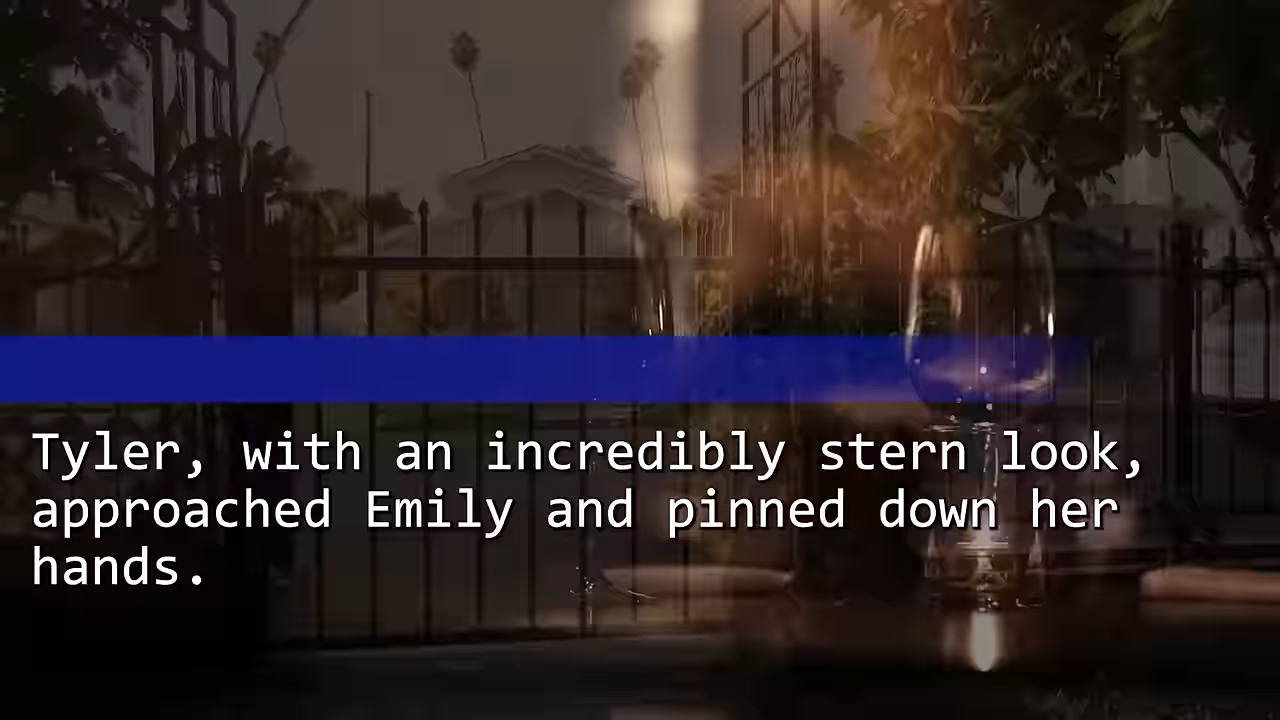 Tyler, with an incredibly stern look,
approached Emily and pinned down her
hands.